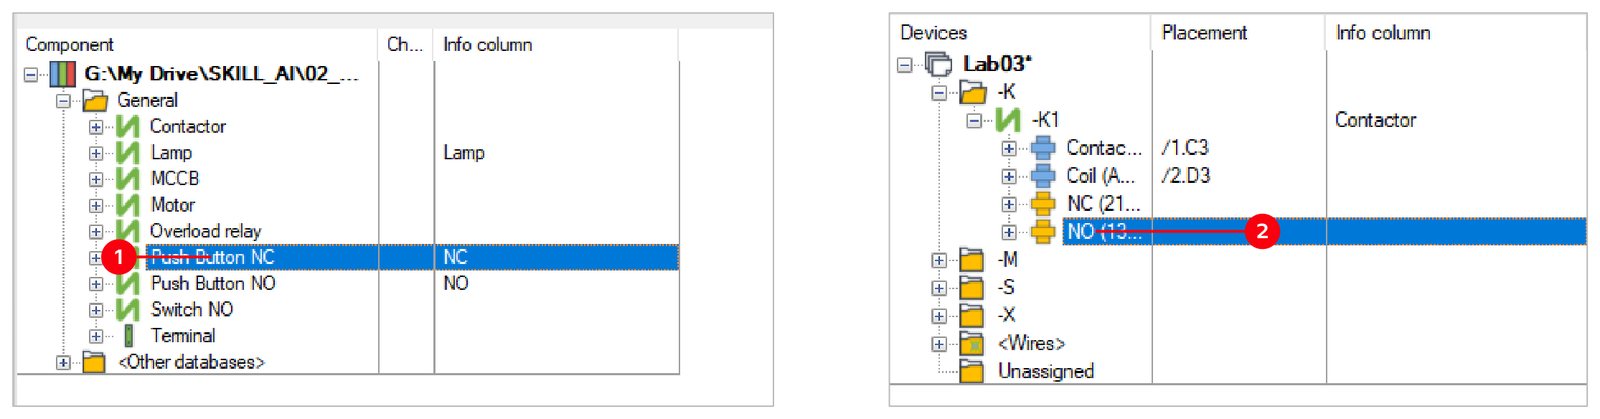 Component Ch... Info column
G:\My Drive\SKILL_AI\02_...
General
Contactor
Lamp Lamp
MCCB
Motor
Overload relay
1 Push Button NC NC
Push Button NO NO
Switch NO
Terminal
<Other databases>
Devices Placement Info column
Lab03*
-K
-K1 Contactor
Contac... /1.C3
Coil (A... /2.D3
NC (21...
NO (13... 2
-M
-S
-X
<Wires>
Unassigned